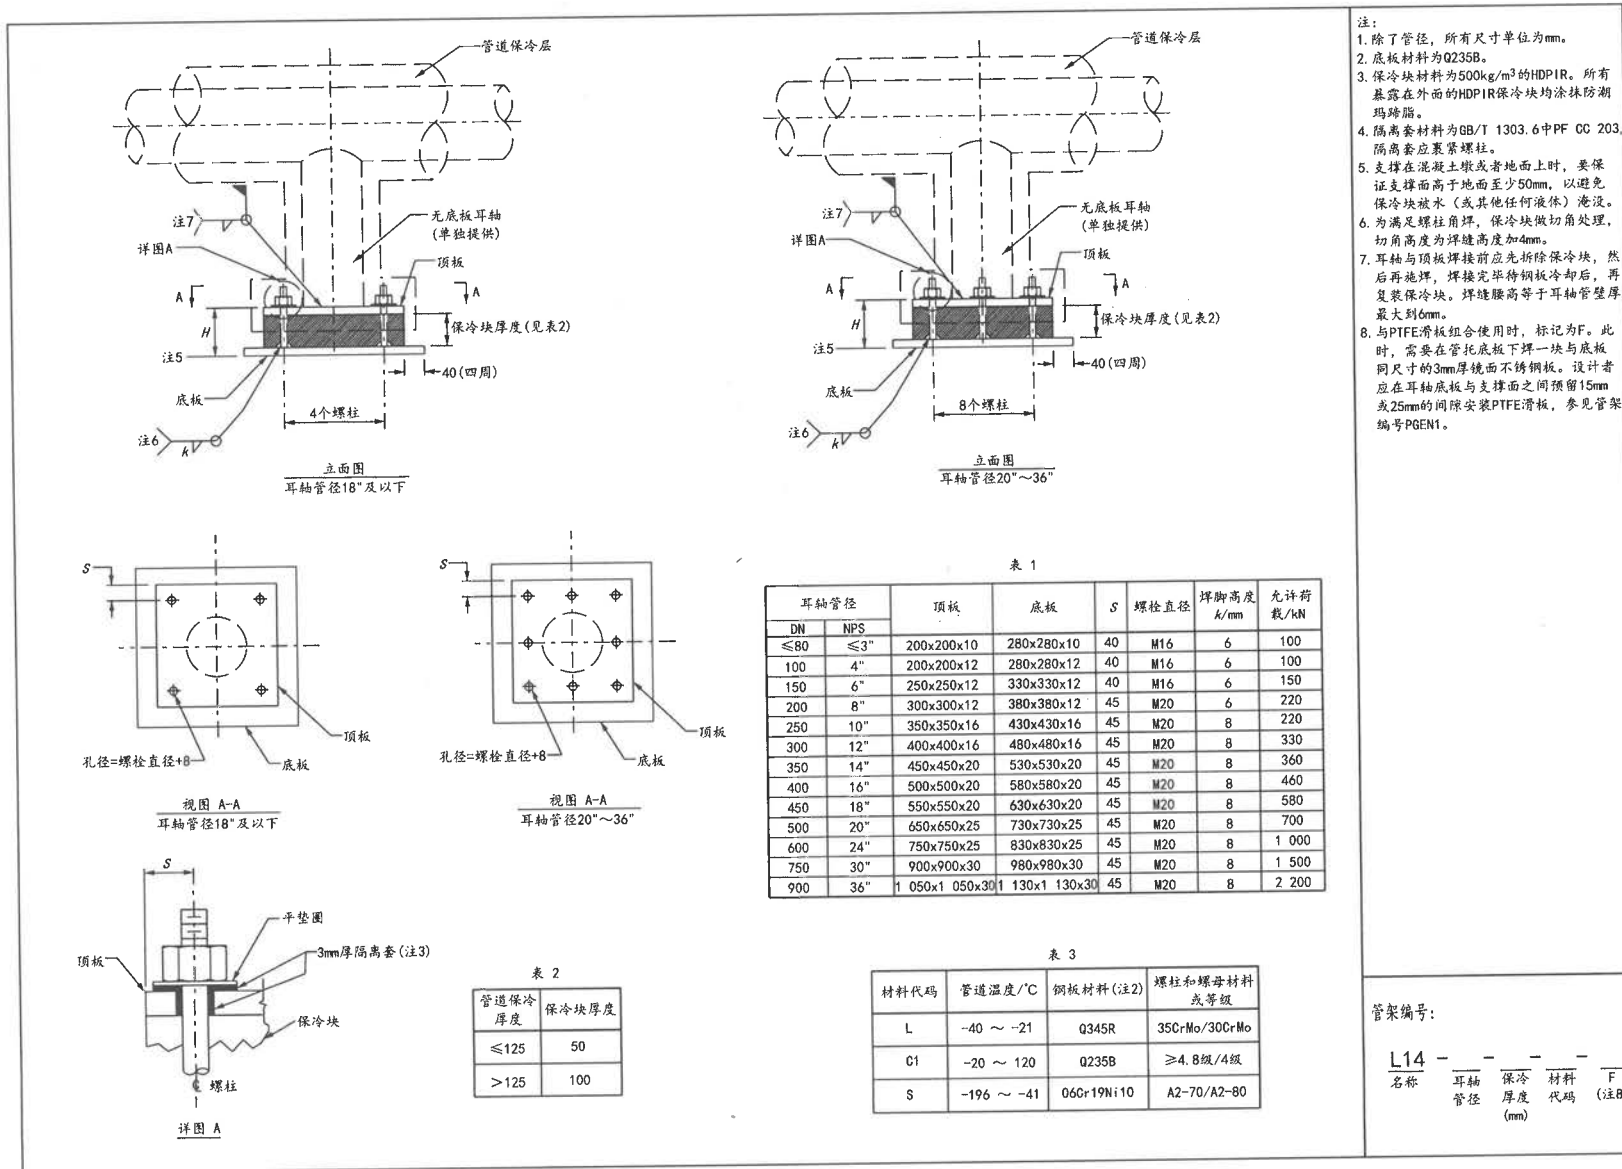 管道保冷层
注7
无底板耳轴
(单独提供)
详图A
顶板
A
A
H
保冷块厚度(见表2)
注5
40(四周)
底板
4个螺柱
注6
k
立面图
耳轴管径18"及以下
管道保冷层
注7
无底板耳轴
(单独提供)
详图A
顶板
A
A
H
保冷块厚度(见表2)
注5
40(四周)
底板
8个螺柱
注6
k
立面图
耳轴管径20"～36"
S
顶板
孔径=螺栓直径+8
底板
视图 A-A
耳轴管径18"及以下
S
顶板
孔径=螺栓直径+8
底板
视图 A-A
耳轴管径20"～36"
S
平垫圈
3mm厚隔离套(注3)
顶板
保冷块
℄ 螺柱
详图 A
表 1
耳轴管径 顶板 底板 S 螺栓直径 焊脚高度k/mm 允许荷载/kN
DN NPS
≤80 ≤3" 200x200x10 280x280x10 40 M16 6 100
100 4" 200x200x12 280x280x12 40 M16 6 100
150 6" 250x250x12 330x330x12 40 M16 6 150
200 8" 300x300x12 380x380x12 45 M20 6 220
250 10" 350x350x16 430x430x16 45 M20 8 220
300 12" 400x400x16 480x480x16 45 M20 8 330
350 14" 450x450x20 530x530x20 45 M20 8 360
400 16" 500x500x20 580x580x20 45 M20 8 460
450 18" 550x550x20 630x630x20 45 M20 8 580
500 20" 650x650x25 730x730x25 45 M20 8 700
600 24" 750x750x25 830x830x25 45 M20 8 1 000
750 30" 900x900x30 980x980x30 45 M20 8 1 500
900 36" 1 050x1 050x30 1 130x1 130x30 45 M20 8 2 200
表 2
管道保冷厚度 保冷块厚度
≤125 50
>125 100
表 3
材料代码 管道温度/℃ 钢板材料(注2) 螺柱和螺母材料或等级
L -40 ～ -21 Q345R 35CrMo/30CrMo
C1 -20 ～ 120 Q235B ≥4.8级/4级
S -196 ～ -41 06Cr19Ni10 A2-70/A2-80
注：
1. 除了管径，所有尺寸单位为mm。
2. 底板材料为Q235B。
3. 保冷块材料为500kg/m³的HDPIR。所有
暴露在外面的HDPIR保冷块均涂抹防潮
玛蹄脂。
4. 隔离套材料为GB/T 1303.6中PF CC 203,
隔离套应裹紧螺柱。
5. 支撑在混凝土墩或者地面上时，要保
证支撑面高于地面至少50mm，以避免
保冷块被水（或其他任何液体）淹没。
6. 为满足螺柱角焊，保冷块做切角处理，
切角高度为焊缝高度加4mm。
7. 耳轴与顶板焊接前应先拆除保冷块，然
后再施焊，焊接完毕待钢板冷却后，再
复装保冷块。焊缝腰高等于耳轴管壁厚
最大到6mm。
8. 与PTFE滑板组合使用时，标记为F。此
时，需要在管托底板下焊一块与底板
同尺寸的3mm厚镜面不锈钢板。设计者
应在耳轴底板与支撑面之间预留15mm
或25mm的间隙安装PTFE滑板，参见管架
编号PGEN1。
管架编号：
L14 - - - - F
名称 耳轴管径 保冷厚度(mm) 材料代码 (注8